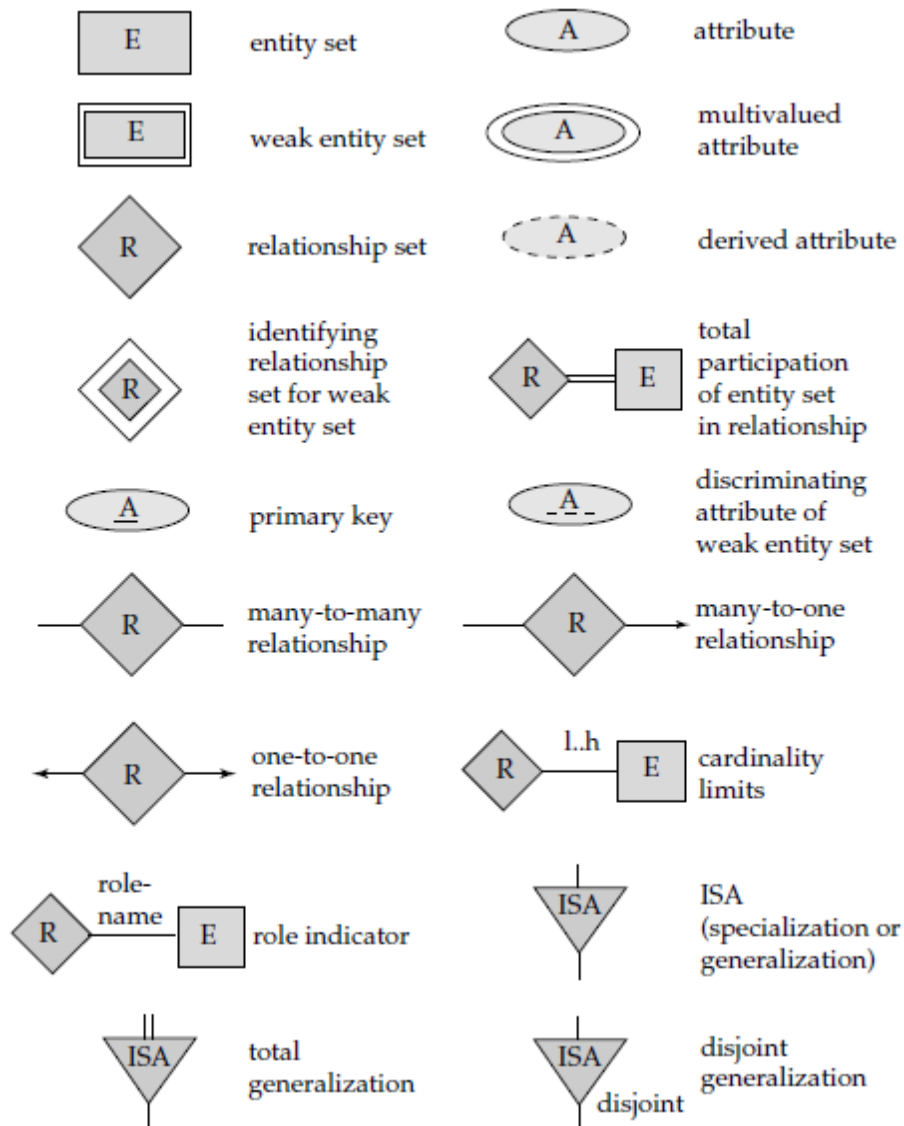 E
entity set
A
attribute
E
weak entity set
A
multivalued
attribute
R
relationship set
A
derived attribute
R
identifying
relationship
set for weak
entity set
R
E
total
participation
of entity set
in relationship
A
primary key
A
discriminating
attribute of
weak entity set
R
many-to-many
relationship
R
many-to-one
relationship
R
one-to-one
relationship
R
l..h
E
cardinality
limits
R
role-
name
E
role indicator
ISA
ISA
(specialization or
generalization)
ISA
total
generalization
ISA
disjoint
disjoint
generalization